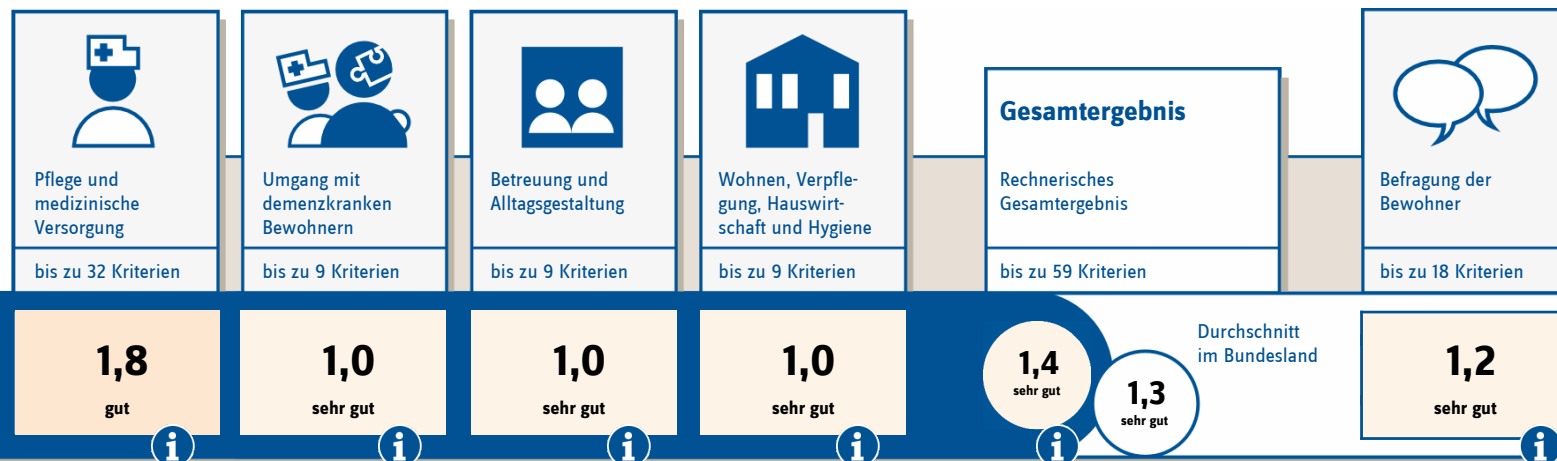 Pflege und
medizinische
Versorgung
bis zu 32 Kriterien
1,8
gut
i
Umgang mit
demenzkranken
Bewohnern
bis zu 9 Kriterien
1,0
sehr gut
i
Betreuung und
Alltagsgestaltung
bis zu 9 Kriterien
1,0
sehr gut
i
Wohnen, Verpfle-
gung, Hauswirt-
schaft und Hygiene
bis zu 9 Kriterien
1,0
sehr gut
i
Gesamtergebnis
Rechnerisches
Gesamtergebnis
bis zu 59 Kriterien
1,4
sehr gut
i
1,3
sehr gut
Durchschnitt
im Bundesland
Befragung der
Bewohner
bis zu 18 Kriterien
1,2
sehr gut
i